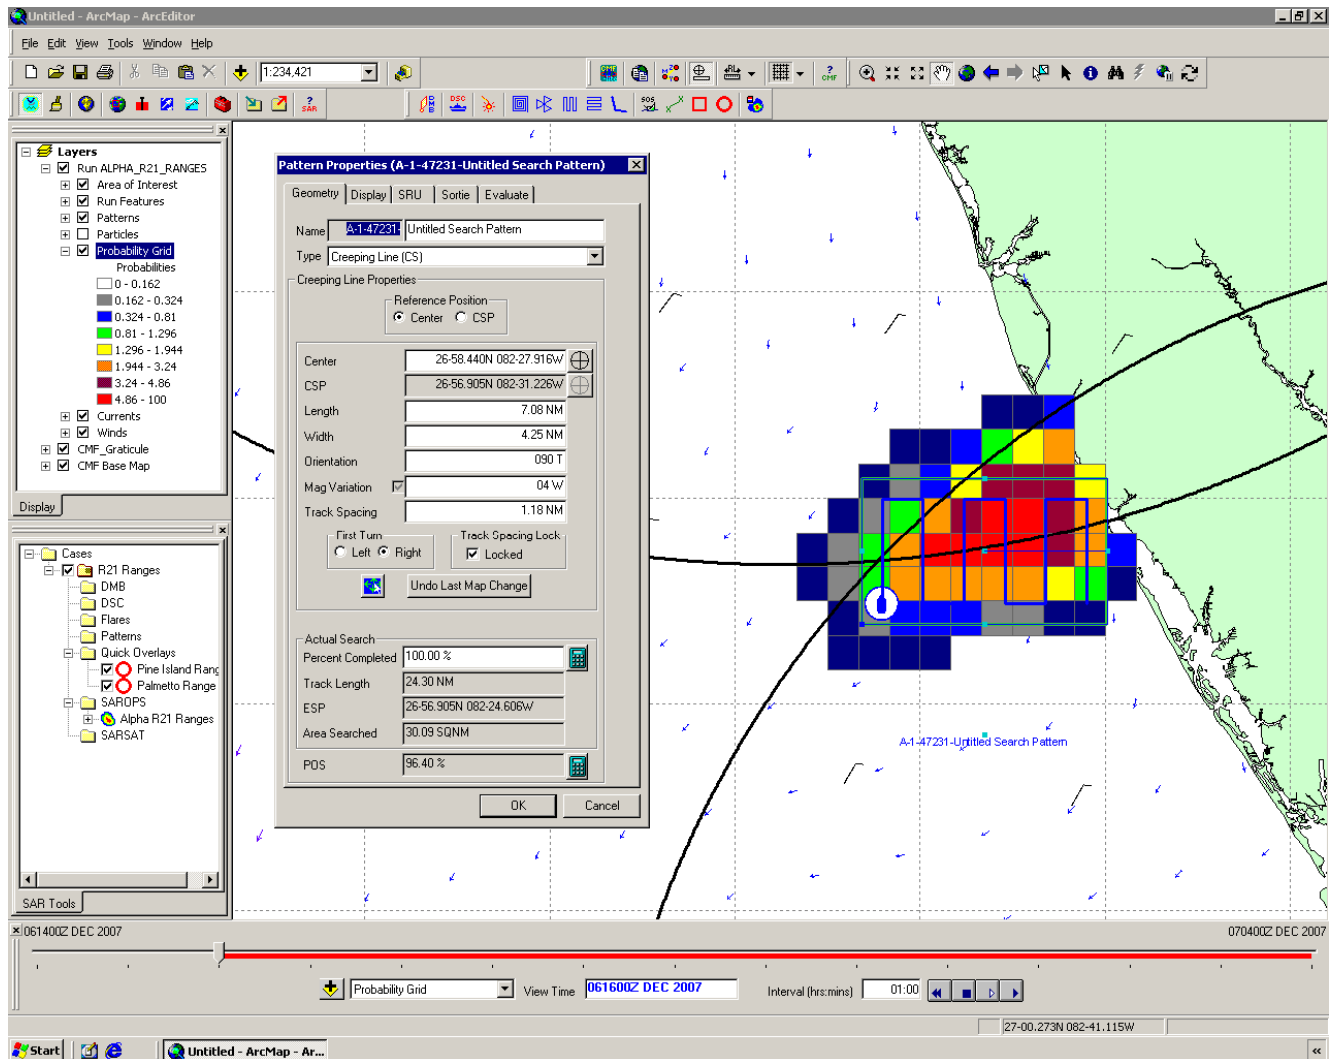 Untitled - ArcMap - ArcEditor
File Edit View Tools Window Help
1:234,421
? CMF
? SAR
DMB
DSC
SOS
Layers
Run ALPHA_R21_RANGES
Area of Interest
Run Features
Patterns
Particles
Probability Grid
Probabilities
0 - 0.162
0.162 - 0.324
0.324 - 0.81
0.81 - 1.296
1.296 - 1.944
1.944 - 3.24
3.24 - 4.86
4.86 - 100
Currents
Winds
CMF_Graticule
CMF Base Map
Display
Cases
R21 Ranges
DMB
DSC
Flares
Patterns
Quick Overlays
Pine Island Rang
Palmetto Range
SAROPS
Alpha R21 Ranges
SARSAT
SAR Tools
Pattern Properties (A-1-47231-Untitled Search Pattern)
Geometry Display SRU Sortie Evaluate
Name A-1-47231- Untitled Search Pattern
Type Creeping Line (CS)
Creeping Line Properties
Reference Position
Center CSP
Center 26-58.440N 082-27.916W
CSP 26-56.905N 082-31.226W
Length 7.08 NM
Width 4.25 NM
Orientation 090 T
Mag Variation 04 W
Track Spacing 1.18 NM
First Turn Track Spacing Lock
Left Right Locked
Undo Last Map Change
Actual Search
Percent Completed 100.00 %
Track Length 24.30 NM
ESP 26-56.905N 082-24.606W
Area Searched 30.09 SQNM
POS 96.40 %
OK Cancel
A-1-47231-Untitled Search Pattern
061400Z DEC 2007 070400Z DEC 2007
Probability Grid View Time 061600Z DEC 2007 Interval (hrs:mins) 01:00
27-00.273N 082-41.115W
Start Untitled - ArcMap - Ar...